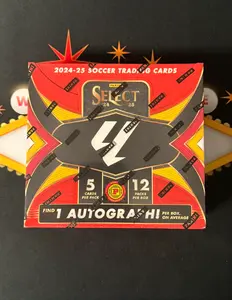 2024-25 SOCCER TRADING CARDS
PANINI
SELECT
5
CARDS
PER PACK
12
PACKS
PER BOX
FIND 1 AUTOGRAPH! PER BOX,
ON AVERAGE